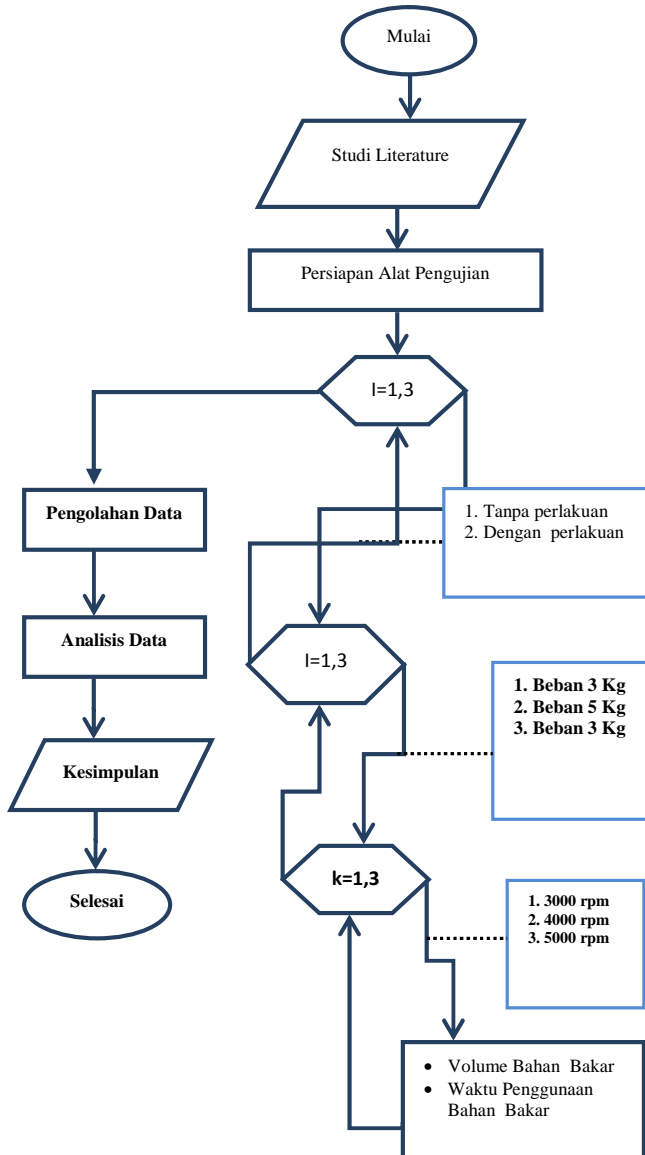 Mulai
Studi Literature
Persiapan Alat Pengujian
I=1,3
Pengolahan Data
1. Tanpa perlakuan
2. Dengan perlakuan
Analisis Data
I=1,3
1. Beban 3 Kg
2. Beban 5 Kg
3. Beban 3 Kg
Kesimpulan
k=1,3
Selesai
1. 3000 rpm
2. 4000 rpm
3. 5000 rpm
• Volume Bahan Bakar
• Waktu Penggunaan
Bahan Bakar